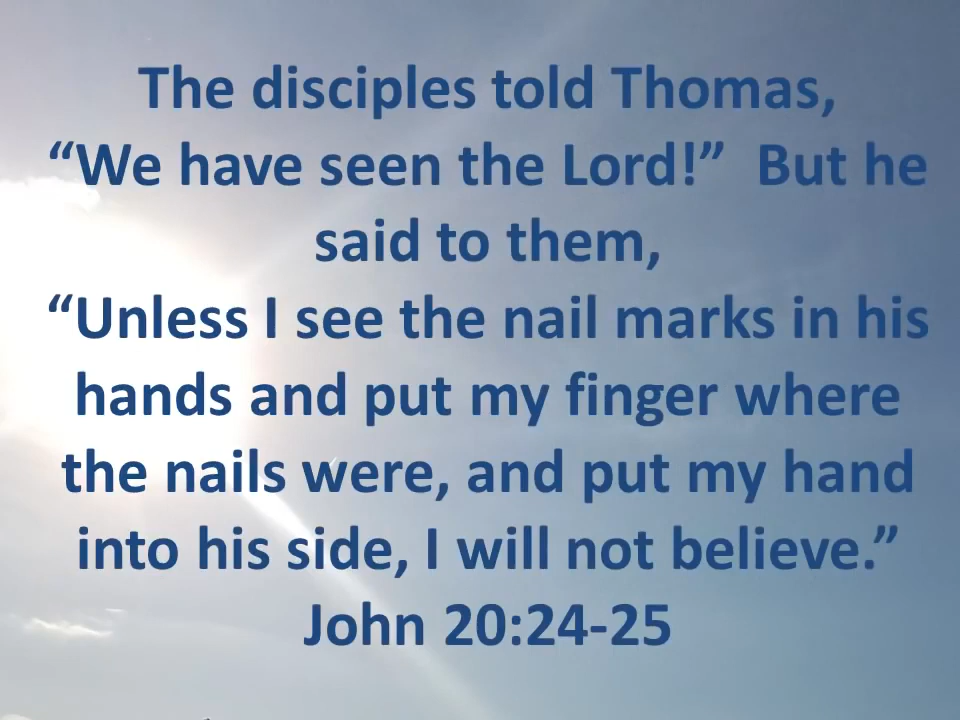 The disciples told Thomas,
“We have seen the Lord!”  But he
said to them,
“Unless I see the nail marks in his
hands and put my finger where
the nails were, and put my hand
into his side, I will not believe.”
John 20:24-25